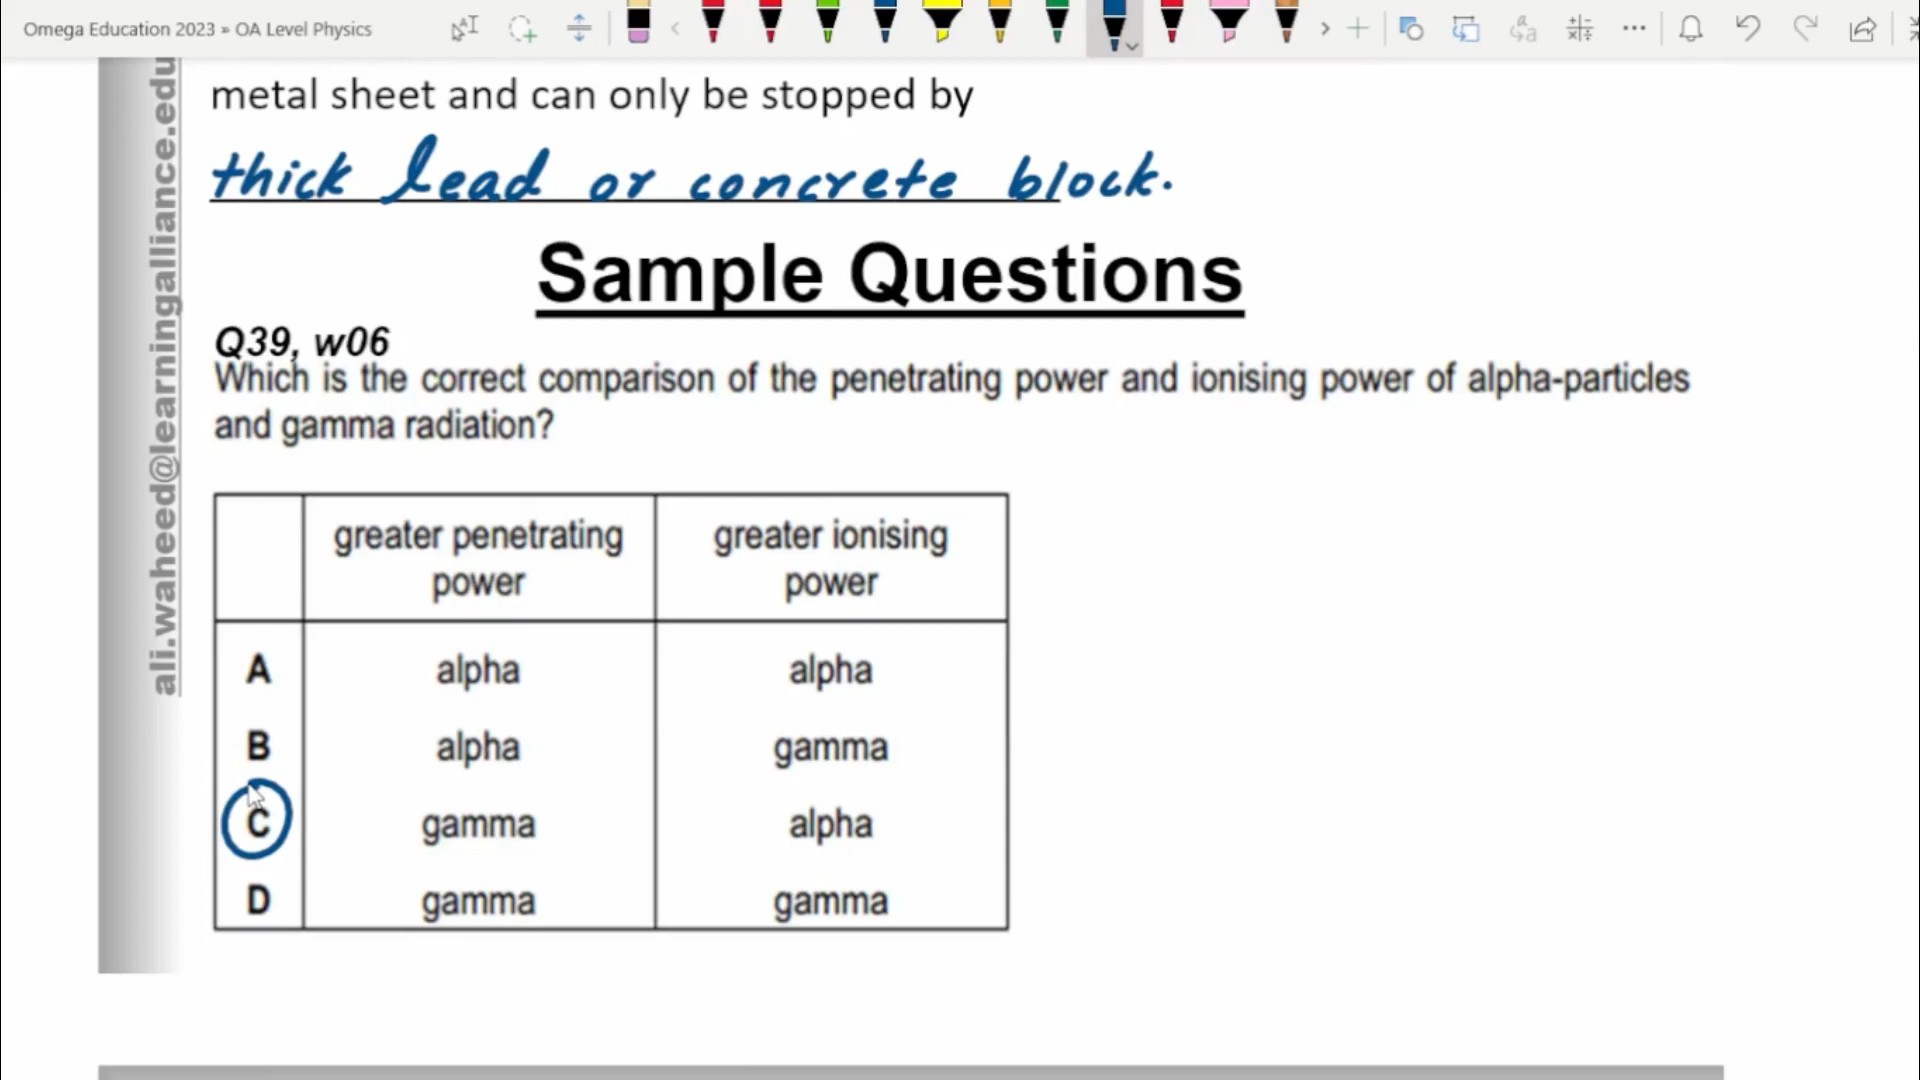 Omega Education 2023 » OA Level Physics
metal sheet and can only be stopped by
thick lead or concrete block.
ali.waheed@learningalliance.edu
Sample Questions
Q39, w06
Which is the correct comparison of the penetrating power and ionising power of alpha-particles
and gamma radiation?
greater penetrating power greater ionising power
A alpha alpha
B alpha gamma
C gamma alpha
D gamma gamma